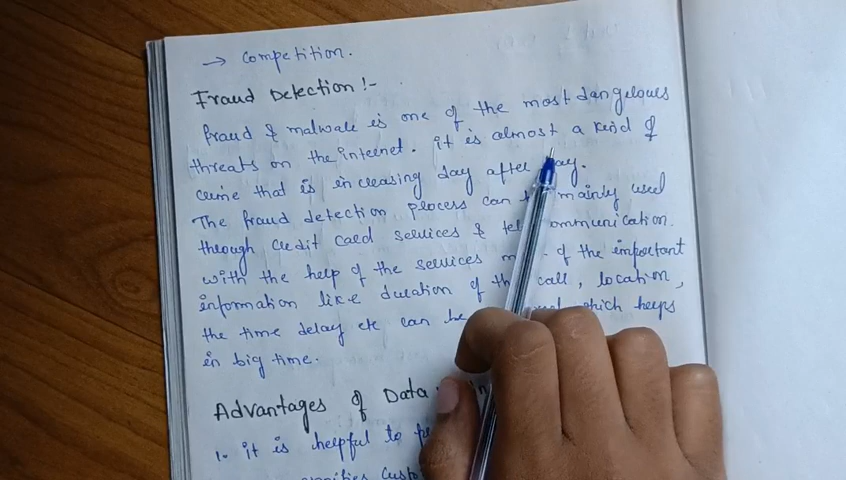 → Competition.
Fraud Detection :-
fraud & malware is one of the most dangerous
threats on the internet. it is almost a kind of
crime that is increasing day after day.
The fraud detection process can mainly used
through credit card services & telecommunication.
with the help of the services of the important
information like duration of the call, location,
the time delay etc can be which helps
in big time.
Advantages of Data
1. it is helpful to